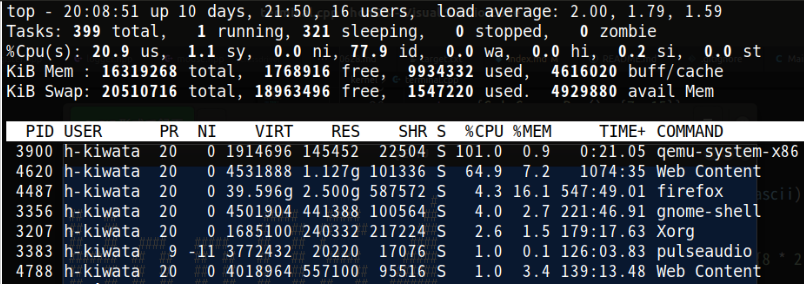 top - 20:08:51 up 10 days, 21:50, 16 users,  load average: 2.00, 1.79, 1.59
Tasks: 399 total,   1 running, 321 sleeping,   0 stopped,   0 zombie
%Cpu(s): 20.9 us,  1.1 sy,  0.0 ni, 77.9 id,  0.0 wa,  0.0 hi,  0.2 si,  0.0 st
KiB Mem : 16319268 total,  1768916 free,  9934332 used,  4616020 buff/cache
KiB Swap: 20510716 total, 18963496 free,  1547220 used.  4929880 avail Mem
PID USER      PR  NI    VIRT    RES    SHR S  %CPU %MEM     TIME+ COMMAND
3900 h-kiwata  20   0 1914696 145452  22504 S 101.0  0.9   0:21.05 qemu-system-x86
4620 h-kiwata  20   0 4531888 1.127g 101336 S  64.9  7.2   1074:35 Web Content
4487 h-kiwata  20   0 39.596g 2.500g 587572 S   4.3 16.1 547:49.01 firefox
3356 h-kiwata  20   0 4501904 441388 100564 S   4.0  2.7 221:46.91 gnome-shell
3207 h-kiwata  20   0 1685100 240332 217224 S   2.6  1.5 179:17.63 Xorg
3383 h-kiwata   9 -11 3772432  20220  17076 S   1.0  0.1 126:03.83 pulseaudio
4788 h-kiwata  20   0 4018964 557100  95516 S   1.0  3.4 139:13.48 Web Content